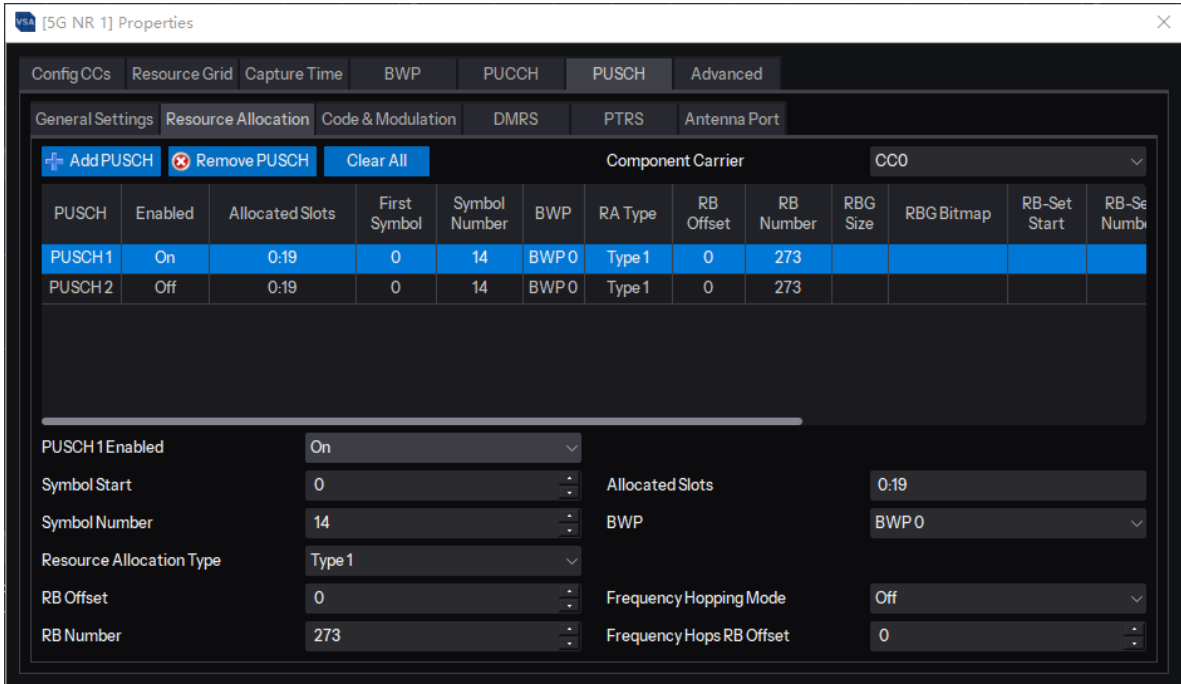 VSA [5G NR 1] Properties
Config CCs Resource Grid Capture Time BWP PUCCH PUSCH Advanced
General Settings Resource Allocation Code & Modulation DMRS PTRS Antenna Port
Add PUSCH Remove PUSCH Clear All Component Carrier CC0
PUSCH Enabled Allocated Slots First Symbol Symbol Number BWP RA Type RB Offset RB Number RBG Size RBG Bitmap RB-Set Start RB-Se Numb
PUSCH 1 On 0:19 0 14 BWP 0 Type 1 0 273
PUSCH 2 Off 0:19 0 14 BWP 0 Type 1 0 273
PUSCH 1 Enabled On
Symbol Start 0 Allocated Slots 0:19
Symbol Number 14 BWP BWP 0
Resource Allocation Type Type 1
RB Offset 0 Frequency Hopping Mode Off
RB Number 273 Frequency Hops RB Offset 0